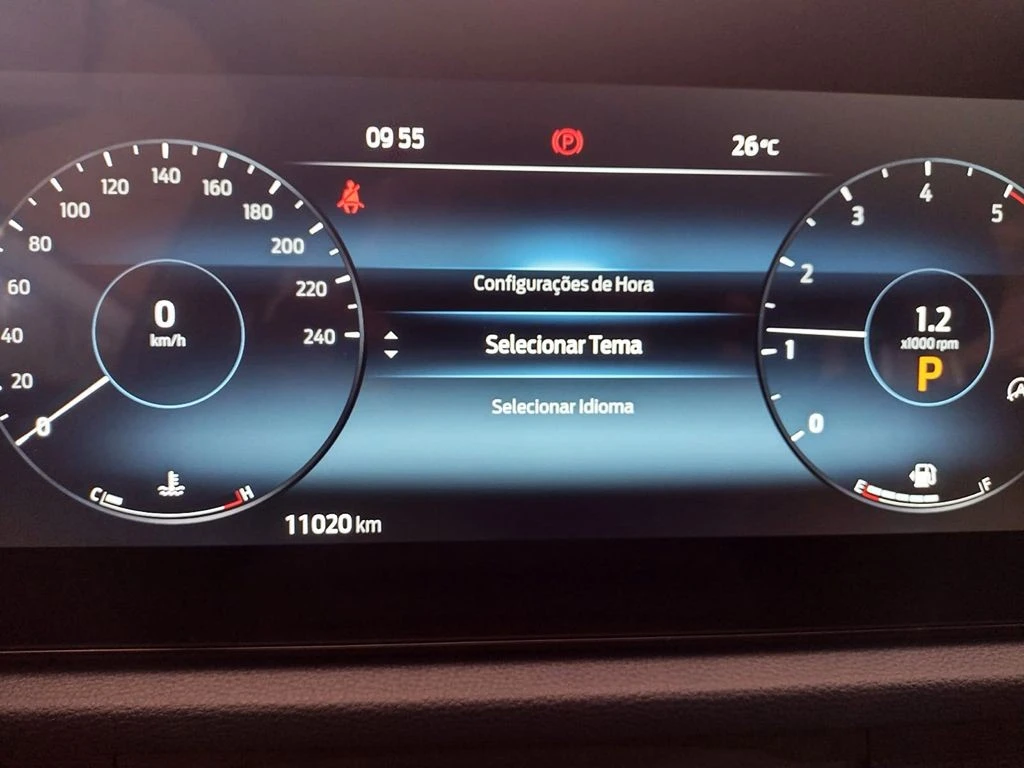 09 55
P
26°C
0
20
40
60
80
100
120
140
160
180
200
220
240
0
km/h
C
H
11020 km
Configurações de Hora
Selecionar Tema
Selecionar Idioma
0
1
2
3
4
5
1.2
x1000 rpm
P
E
F
A